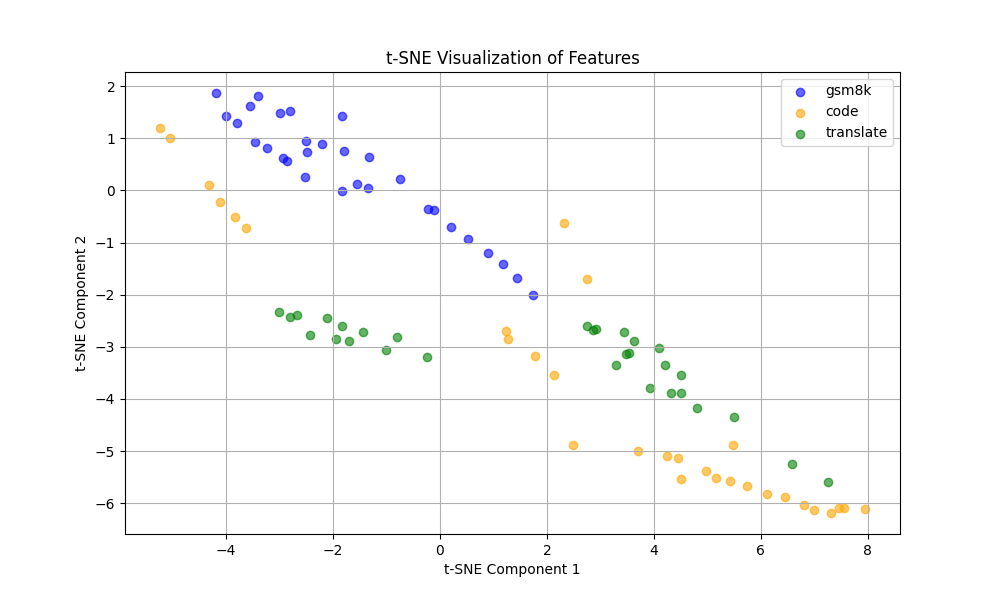 t-SNE Visualization of Features
gsm8k
code
translate
2
1
0
−1
−2
−3
−4
−5
−6
t-SNE Component 2
−4
−2
0
2
4
6
8
t-SNE Component 1